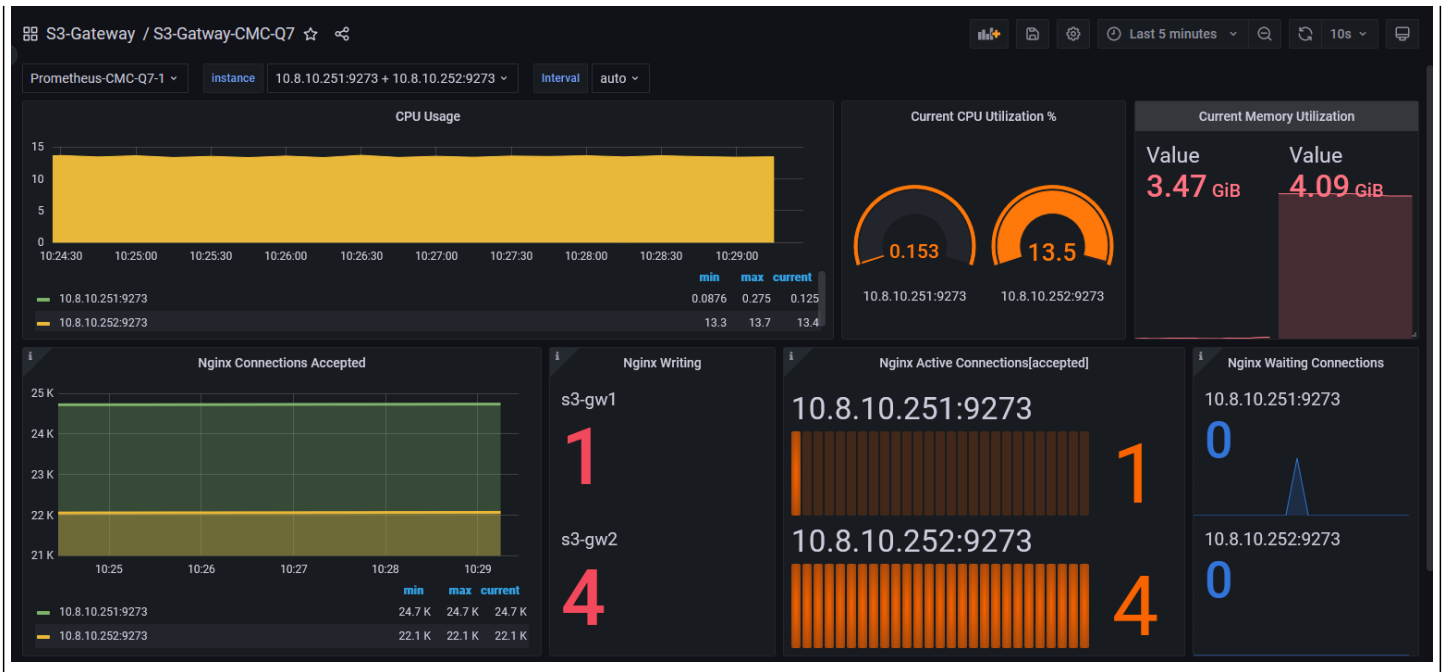 S3-Gateway / S3-Gatway-CMC-Q7
Last 5 minutes
10s
Prometheus-CMC-Q7-1
instance
10.8.10.251:9273 + 10.8.10.252:9273
Interval
auto
CPU Usage
15
10
5
0
10:24:30 10:25:00 10:25:30 10:26:00 10:26:30 10:27:00 10:27:30 10:28:00 10:28:30 10:29:00
min max current
10.8.10.251:9273 0.0876 0.275 0.125
10.8.10.252:9273 13.3 13.7 13.4
Current CPU Utilization %
0.153 13.5
10.8.10.251:9273 10.8.10.252:9273
Current Memory Utilization
Value Value
3.47 GiB 4.09 GiB
Nginx Connections Accepted
25 K
24 K
23 K
22 K
21 K
10:25 10:26 10:27 10:28 10:29
min max current
10.8.10.251:9273 24.7 K 24.7 K 24.7 K
10.8.10.252:9273 22.1 K 22.1 K 22.1 K
Nginx Writing
s3-gw1
1
s3-gw2
4
Nginx Active Connections[accepted]
10.8.10.251:9273
1
10.8.10.252:9273
4
Nginx Waiting Connections
10.8.10.251:9273
0
10.8.10.252:9273
0